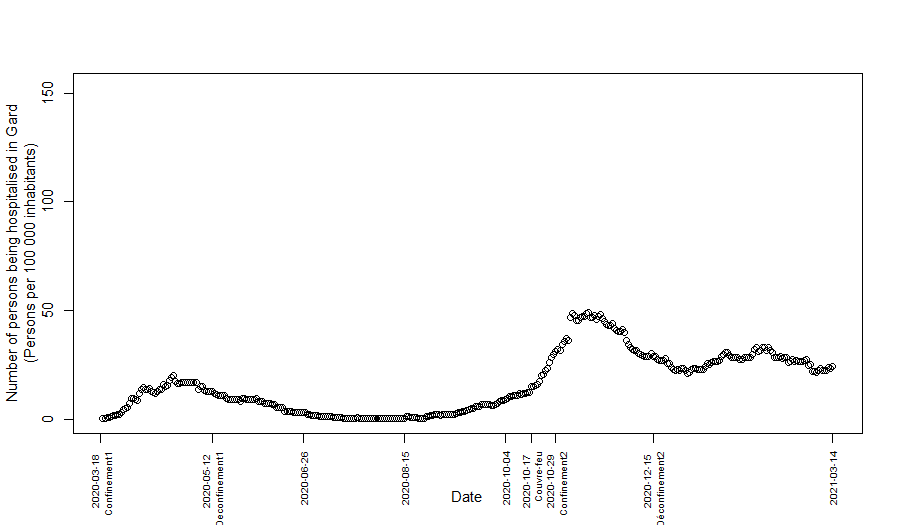 Number of persons being hospitalised in Gard
(Persons per 100 000 inhabitants)
150
100
50
0
2020-03-18
Confinement1
2020-05-12
Deconfinement1
2020-06-26
2020-08-15
2020-10-04
2020-10-17
Couvre-feu
2020-10-29
Confinement2
2020-12-15
Déconfinement2
2021-03-14
Date